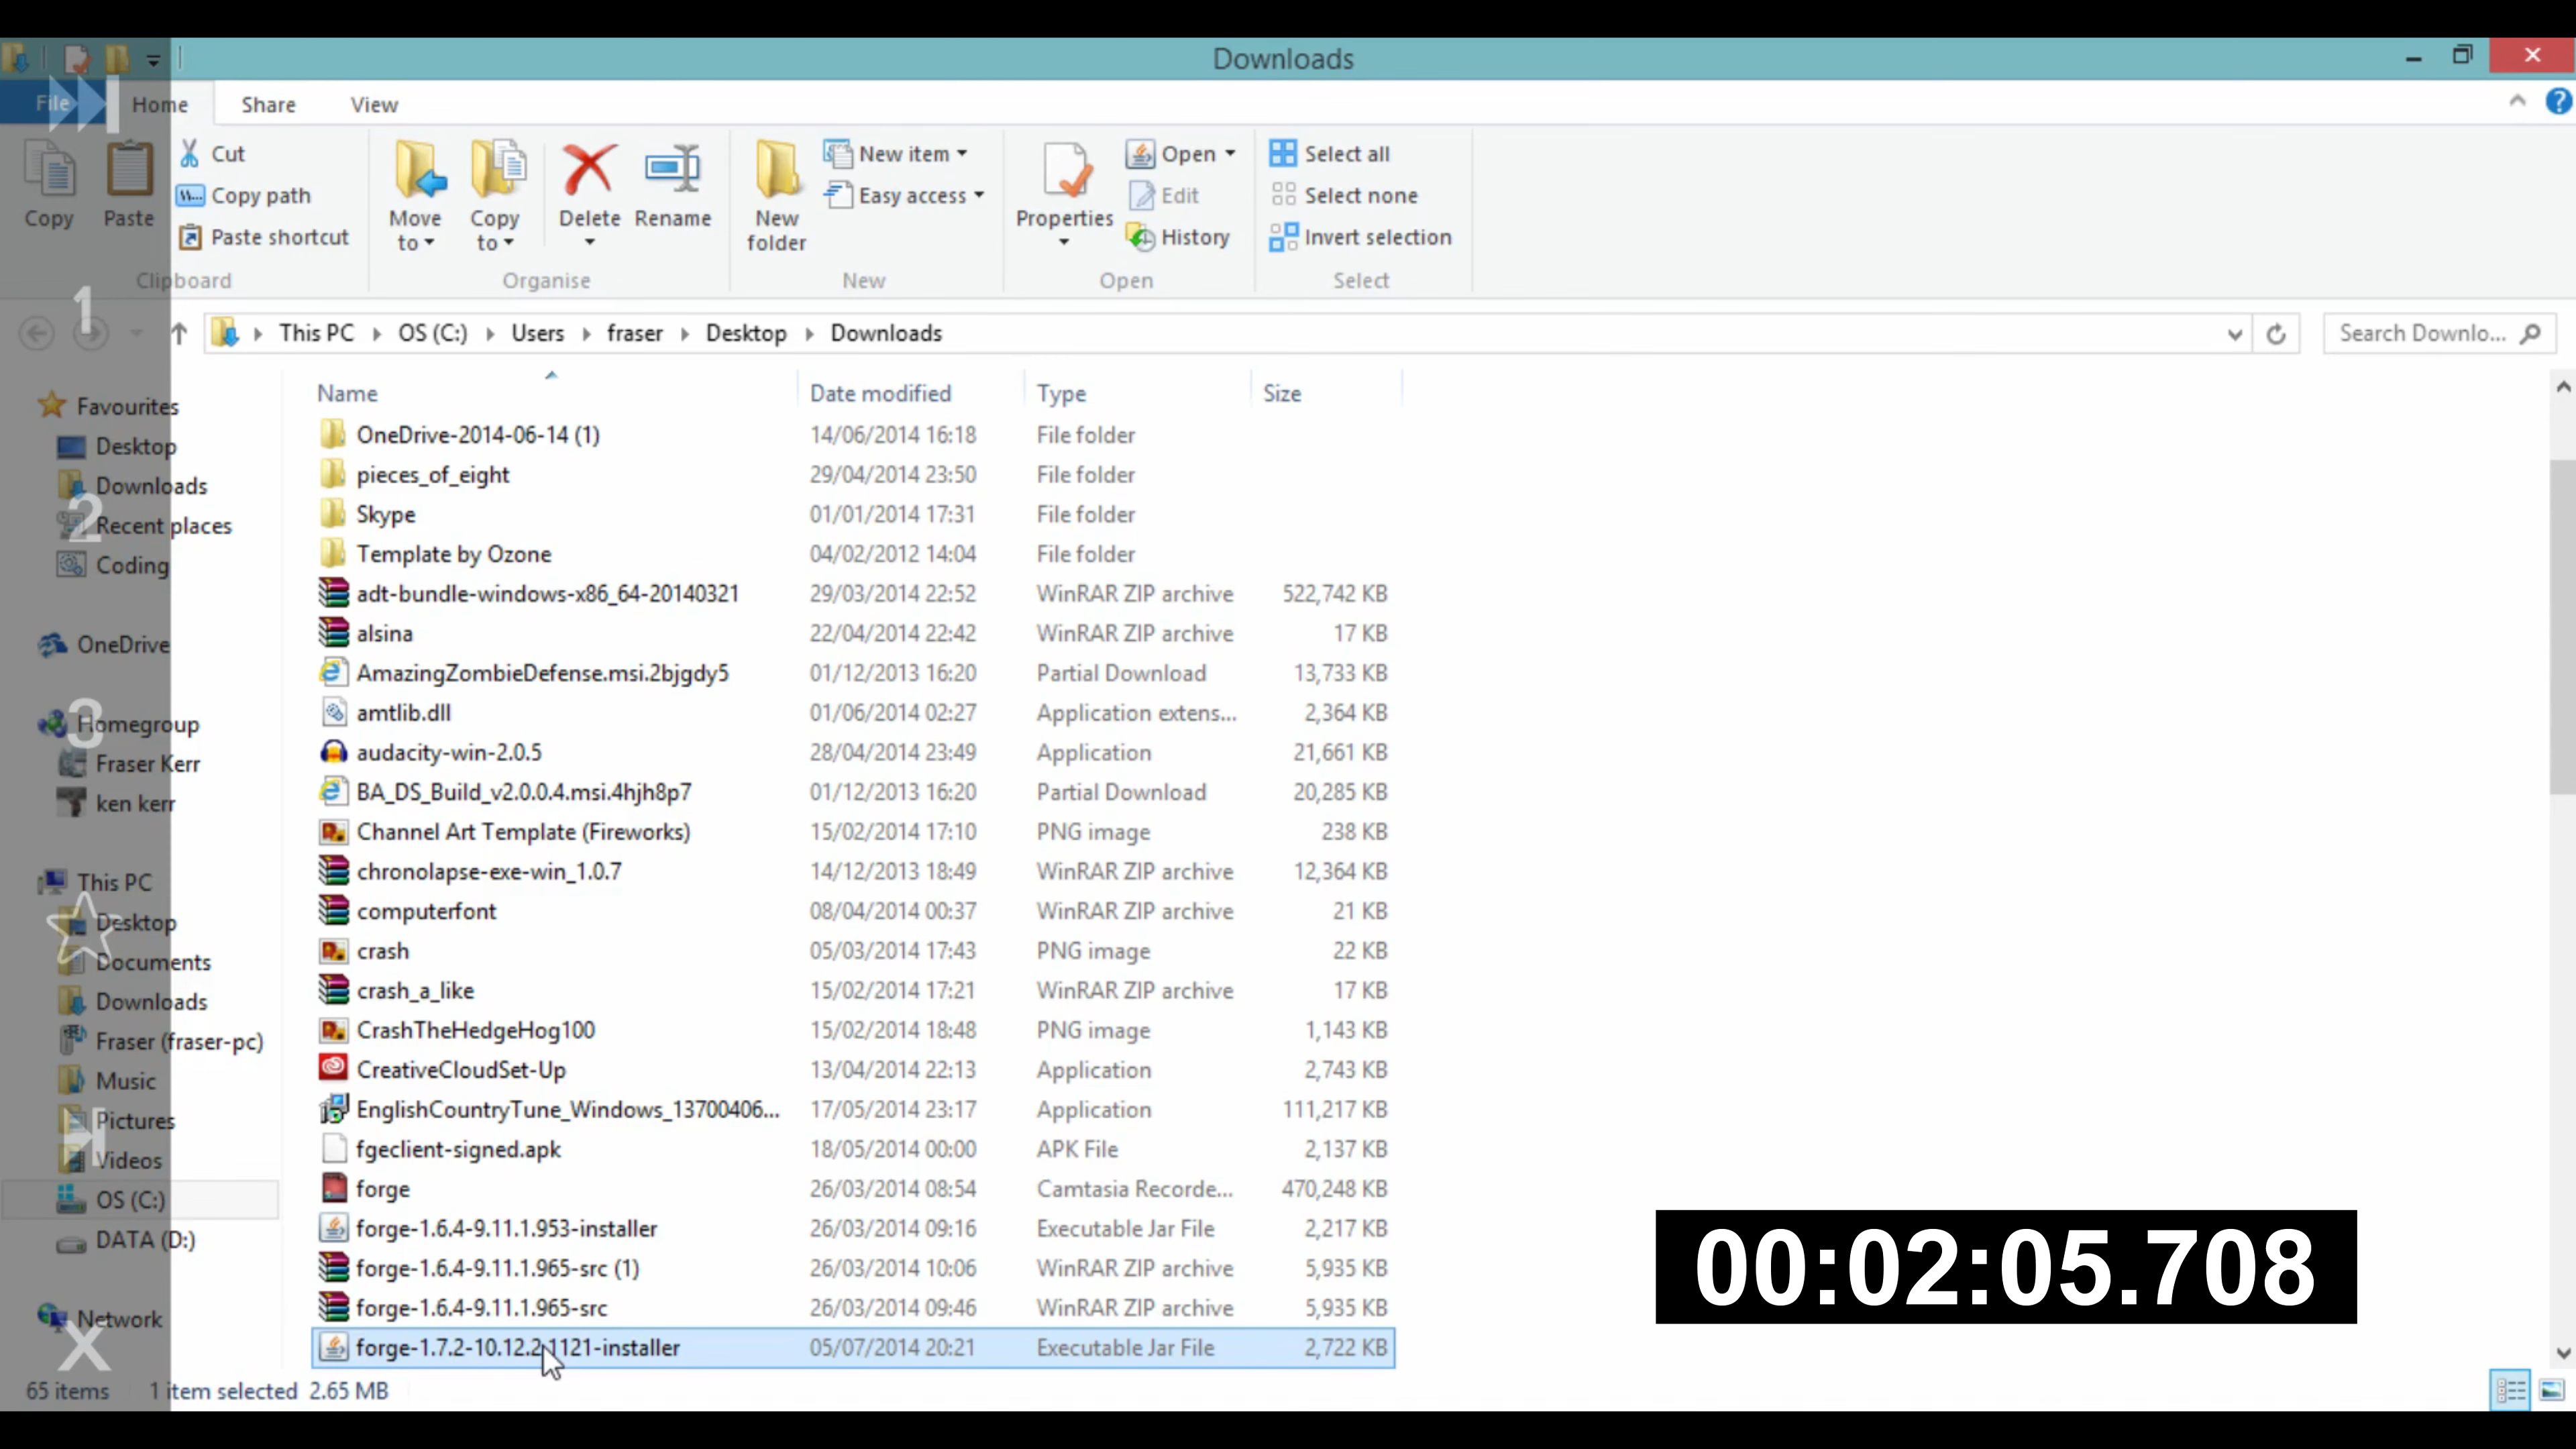 Downloads
File Home Share View
Copy Paste Cut Copy path Paste shortcut
Move to Copy to Delete Rename
New folder New item Easy access
Properties Open Edit History
Select all Select none Invert selection
Clipboard Organise New Open Select
This PC OS (C:) Users fraser Desktop Downloads Search Downlo...
Name Date modified Type Size
OneDrive-2014-06-14 (1) 14/06/2014 16:18 File folder
pieces_of_eight 29/04/2014 23:50 File folder
Skype 01/01/2014 17:31 File folder
Template by Ozone 04/02/2012 14:04 File folder
adt-bundle-windows-x86_64-20140321 29/03/2014 22:52 WinRAR ZIP archive 522,742 KB
alsina 22/04/2014 22:42 WinRAR ZIP archive 17 KB
AmazingZombieDefense.msi.2bjgdy5 01/12/2013 16:20 Partial Download 13,733 KB
amtlib.dll 01/06/2014 02:27 Application extens... 2,364 KB
audacity-win-2.0.5 28/04/2014 23:49 Application 21,661 KB
BA_DS_Build_v2.0.0.4.msi.4hjh8p7 01/12/2013 16:20 Partial Download 20,285 KB
Channel Art Template (Fireworks) 15/02/2014 17:10 PNG image 238 KB
chronolapse-exe-win_1.0.7 14/12/2013 18:49 WinRAR ZIP archive 12,364 KB
computerfont 08/04/2014 00:37 WinRAR ZIP archive 21 KB
crash 05/03/2014 17:43 PNG image 22 KB
crash_a_like 15/02/2014 17:21 WinRAR ZIP archive 17 KB
CrashTheHedgeHog100 15/02/2014 18:48 PNG image 1,143 KB
CreativeCloudSet-Up 13/04/2014 22:13 Application 2,743 KB
EnglishCountryTune_Windows_13700406... 17/05/2014 23:17 Application 111,217 KB
fgeclient-signed.apk 18/05/2014 00:00 APK File 2,137 KB
forge 26/03/2014 08:54 Camtasia Recorde... 470,248 KB
forge-1.6.4-9.11.1.953-installer 26/03/2014 09:16 Executable Jar File 2,217 KB
forge-1.6.4-9.11.1.965-src (1) 26/03/2014 10:06 WinRAR ZIP archive 5,935 KB
forge-1.6.4-9.11.1.965-src 26/03/2014 09:46 WinRAR ZIP archive 5,935 KB
forge-1.7.2-10.12.2.1121-installer 05/07/2014 20:21 Executable Jar File 2,722 KB
Favourites
Desktop
Downloads
Recent places
Coding
OneDrive
Homegroup
Fraser Kerr
ken kerr
This PC
Desktop
Documents
Downloads
Fraser (fraser-pc)
Music
Pictures
Videos
OS (C:)
DATA (D:)
Network
1
2
3
X
00:02:05.708
65 items 1 item selected 2.65 MB